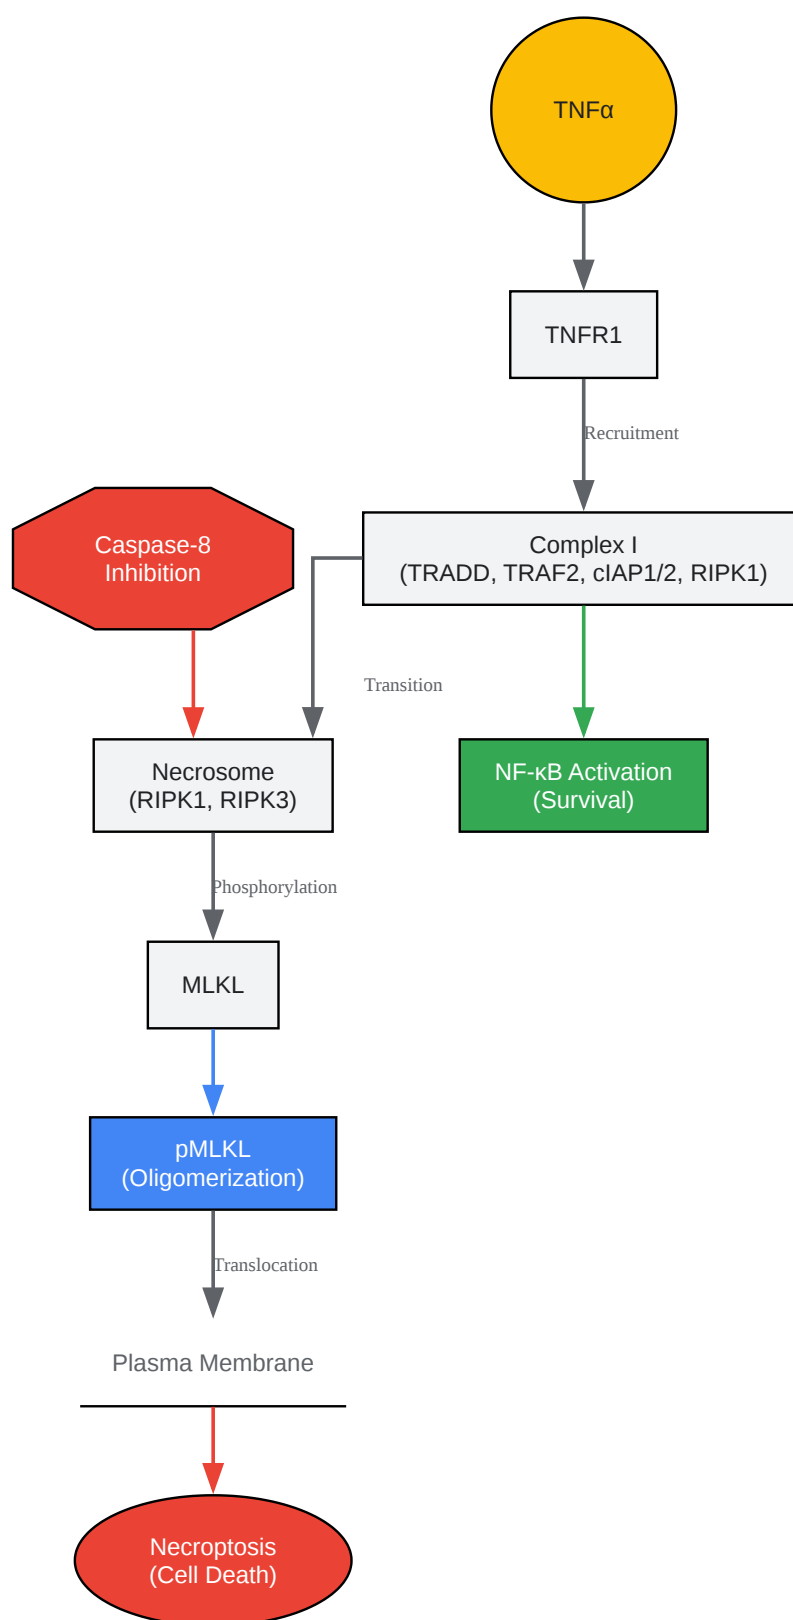 TNFα
TNFR1
Recruitment
Complex I
(TRADD, TRAF2, cIAP1/2, RIPK1)
Caspase-8
Inhibition
Transition
Necrosome
(RIPK1, RIPK3)
NF-κB Activation
(Survival)
Phosphorylation
MLKL
pMLKL
(Oligomerization)
Translocation
Plasma Membrane
Necroptosis
(Cell Death)